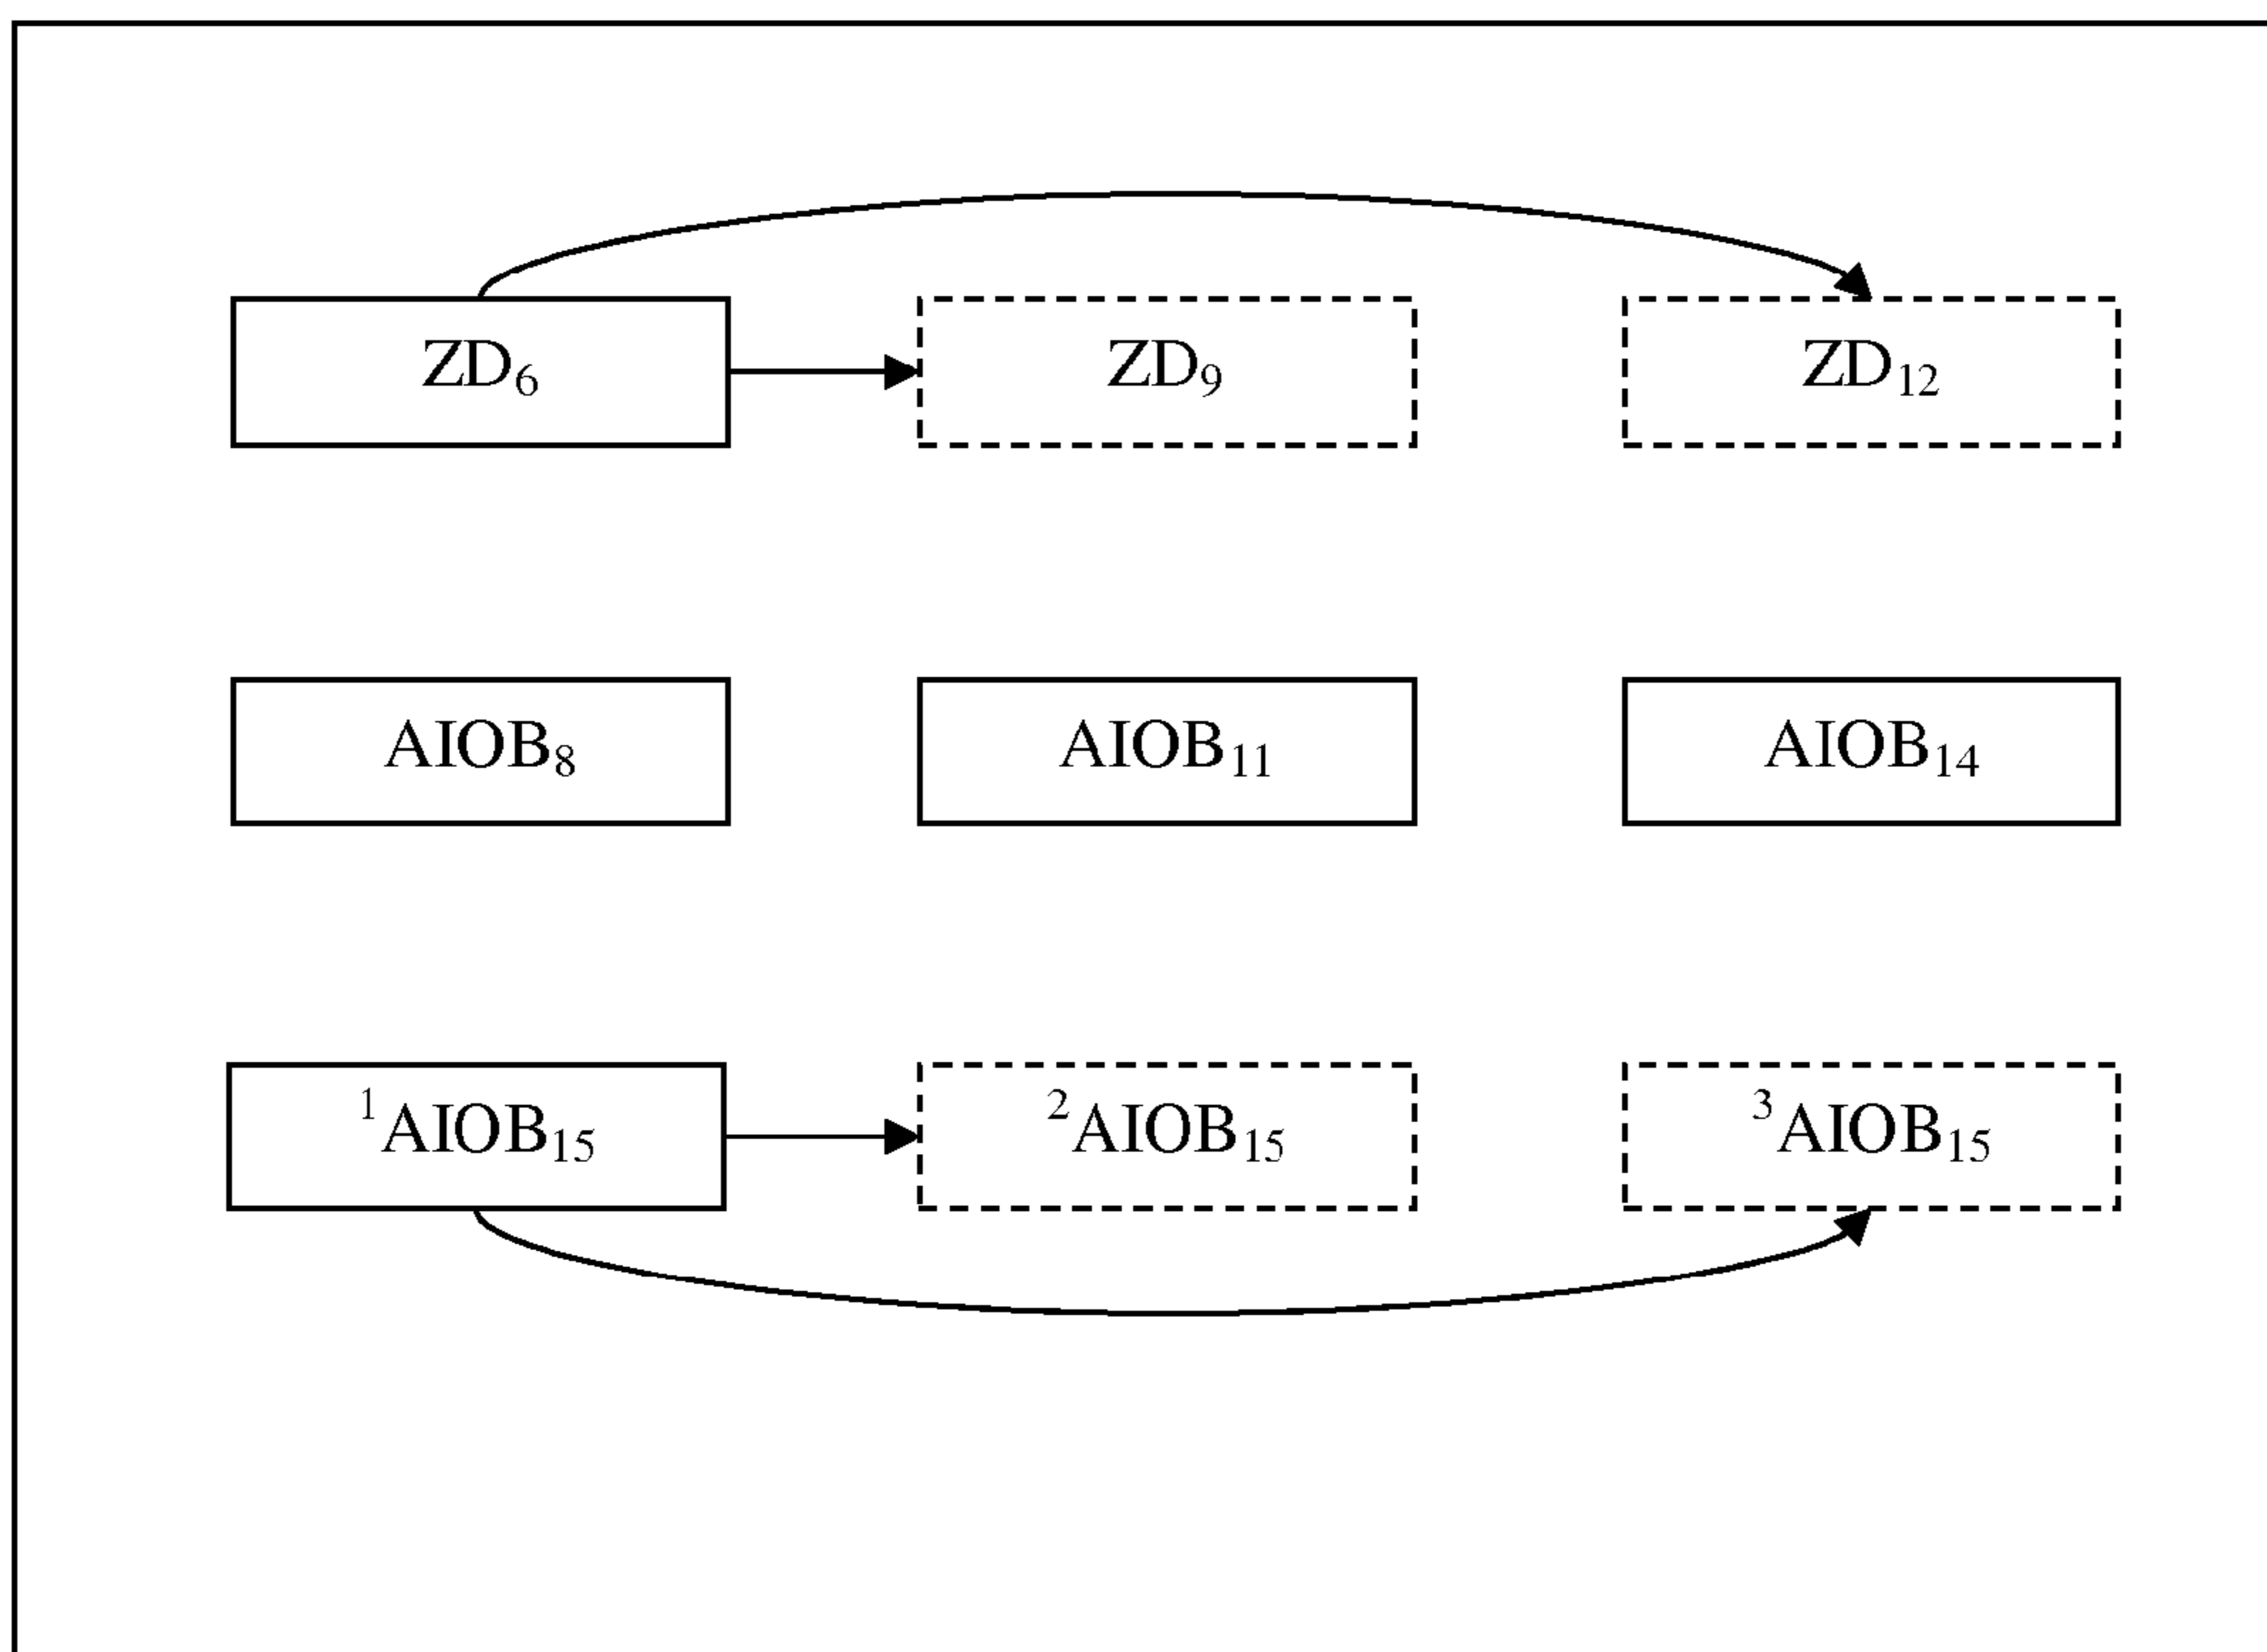 ZD₆ ZD₉ ZD₁₂
AIOB₈ AIOB₁₁ AIOB₁₄
¹AIOB₁₅ ²AIOB₁₅ ³AIOB₁₅